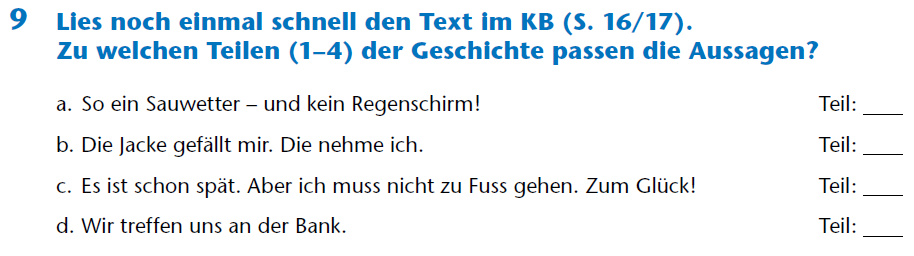 9 Lies noch einmal schnell den Text im KB (S. 16/17).
Zu welchen Teilen (1–4) der Geschichte passen die Aussagen?
a. So ein Sauwetter – und kein Regenschirm! Teil: ____
b. Die Jacke gefällt mir. Die nehme ich. Teil: ____
c. Es ist schon spät. Aber ich muss nicht zu Fuss gehen. Zum Glück! Teil: ____
d. Wir treffen uns an der Bank. Teil: ____